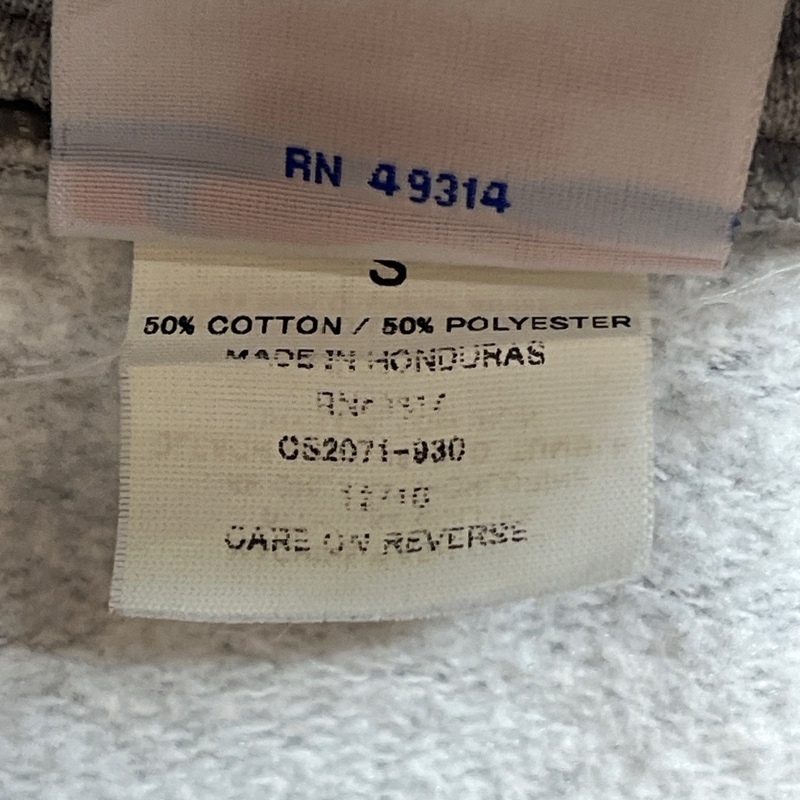 RN 49314
S
50% COTTON / 50% POLYESTER
MADE IN HONDURAS
CS2071-930
CARE ON REVERSE